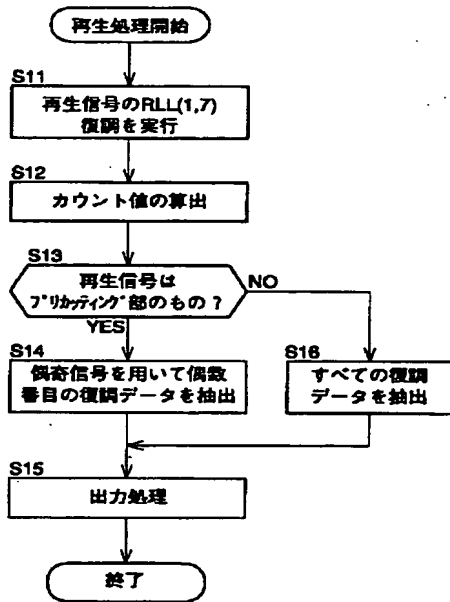 再生処理開始
S11
再生信号のRLL(1,7)
復調を実行
S12
カウント値の算出
S13
再生信号は
プリカッティング部のもの？
NO
YES
S14
偶奇信号を用いて偶数
番目の復調データを抽出
S16
すべての復調
データを抽出
S15
出力処理
終了